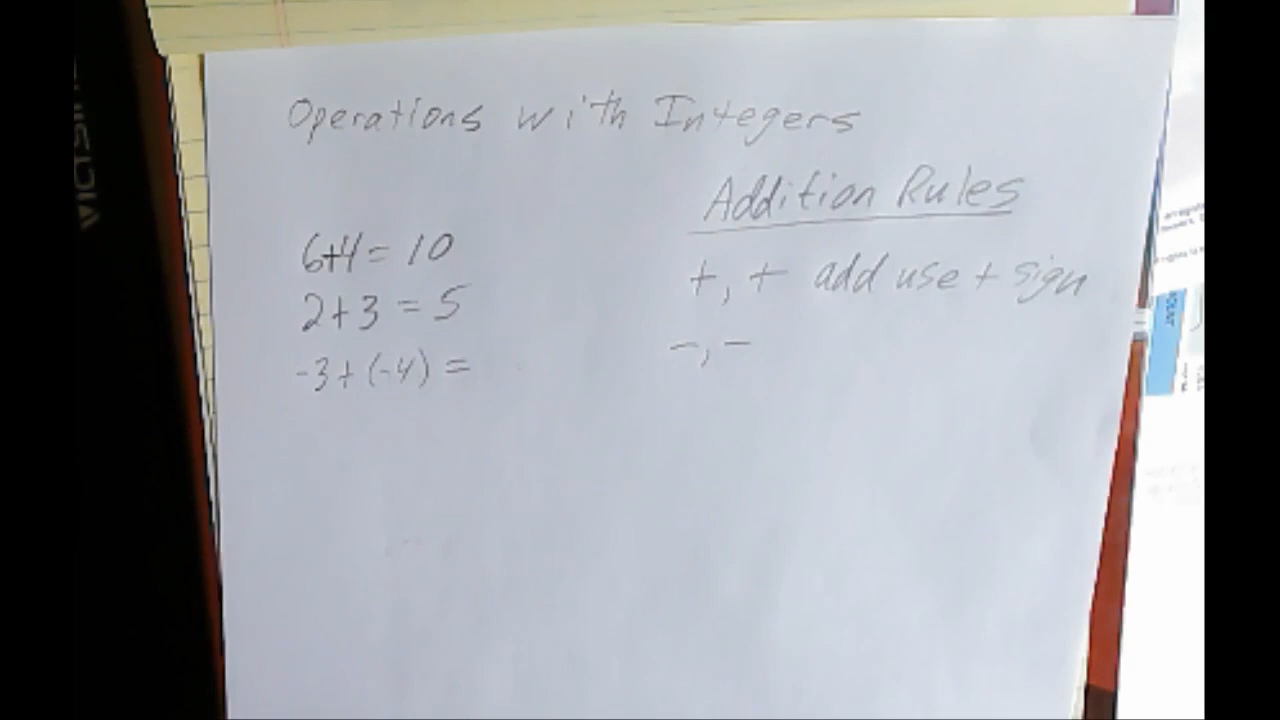 Operations with Integers
Addition Rules
6+4 = 10
+, + add use + sign
2+3 = 5
-3+(-4) =
-, -